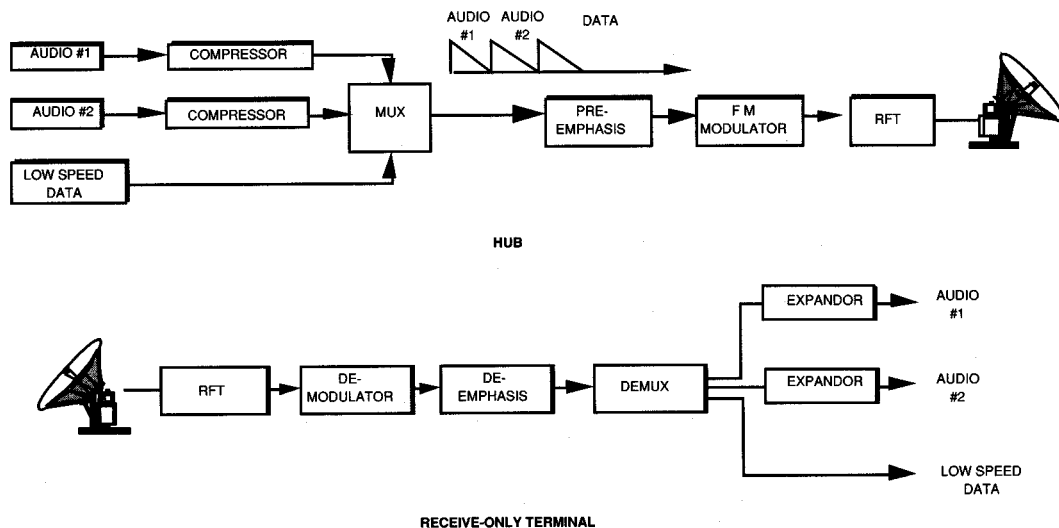 AUDIO #1
COMPRESSOR
AUDIO #2
COMPRESSOR
LOW SPEED
DATA
MUX
AUDIO
#1
AUDIO
#2
DATA
PRE-
EMPHASIS
F M
MODULATOR
RFT
HUB
RFT
DE-
MODULATOR
DE-
EMPHASIS
DEMUX
EXPANDOR
AUDIO
#1
EXPANDOR
AUDIO
#2
LOW SPEED
DATA
RECEIVE-ONLY TERMINAL